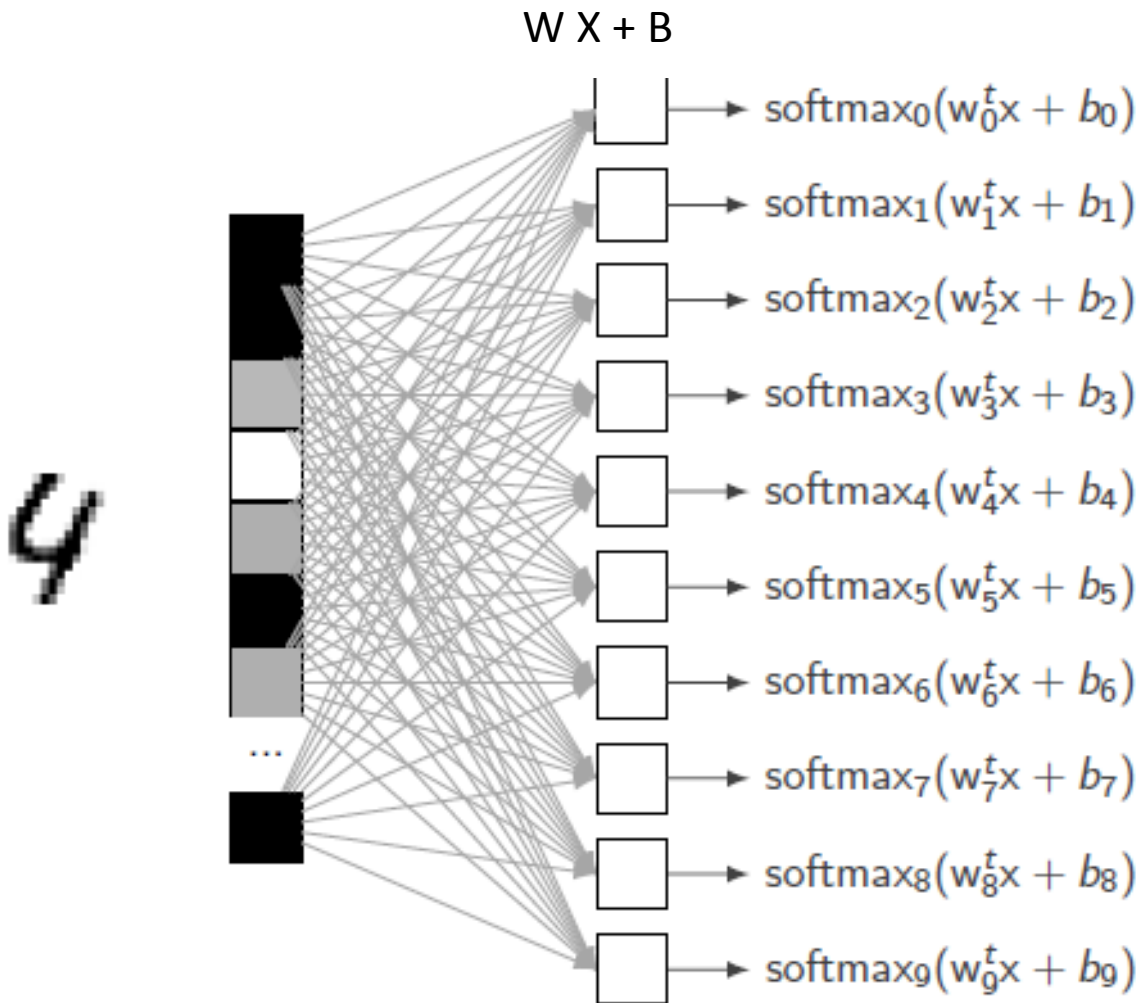 W X + B
softmax₀(w₀ᵗx + b₀)
softmax₁(w₁ᵗx + b₁)
softmax₂(w₂ᵗx + b₂)
softmax₃(w₃ᵗx + b₃)
4
softmax₄(w₄ᵗx + b₄)
softmax₅(w₅ᵗx + b₅)
softmax₆(w₆ᵗx + b₆)
...
softmax₇(w₇ᵗx + b₇)
softmax₈(w₈ᵗx + b₈)
softmax₉(w₉ᵗx + b₉)